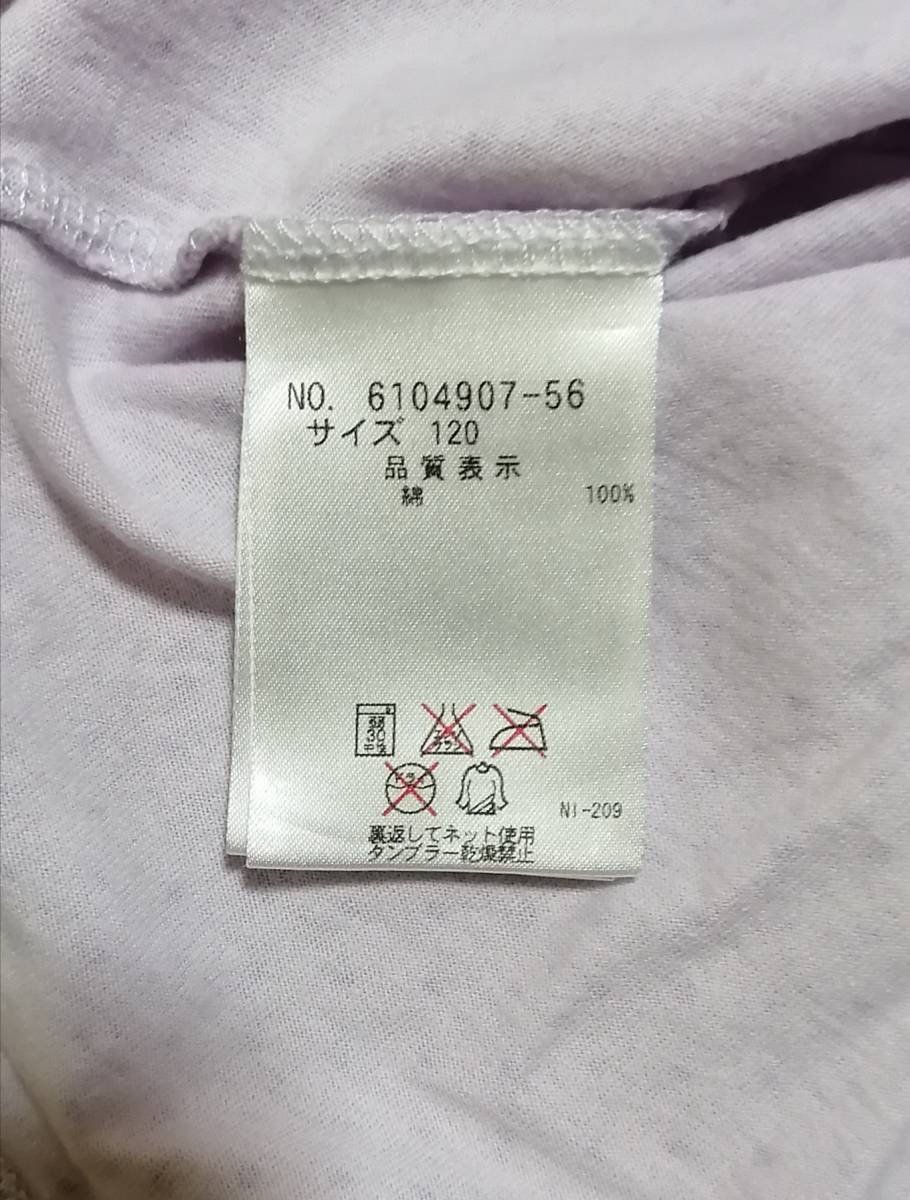 NO. 6104907-56
サイズ 120
品質表示
綿 100%
30
NI-209
裏返してネット使用
タンブラー乾燥禁止